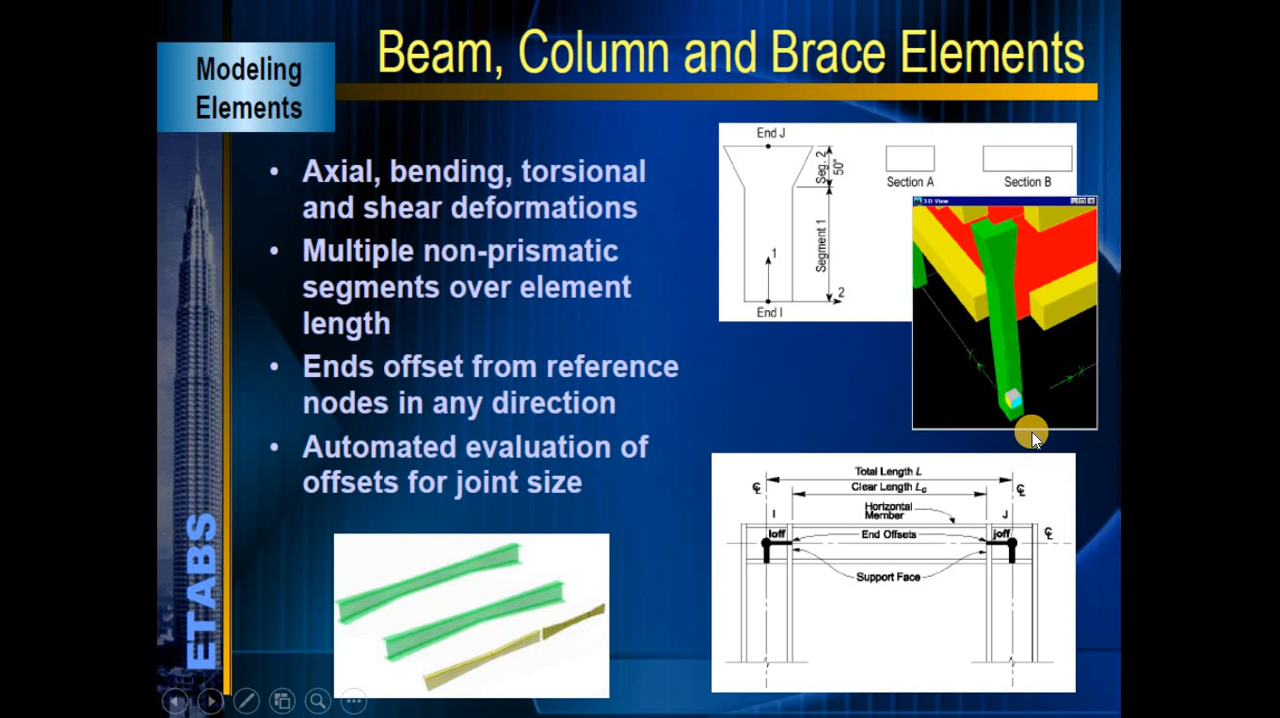 Modeling
Elements
Beam, Column and Brace Elements
• Axial, bending, torsional
and shear deformations
• Multiple non-prismatic
segments over element
length
• Ends offset from reference
nodes in any direction
• Automated evaluation of
offsets for joint size
ETABS
End J
Seg. 2
50"
Segment 1
1
2
End I
Section A
Section B
3-D View
Total Length L
Clear Length Lc
℄
℄
I
Horizontal
Member
J
ioff
End Offsets
joff
℄
Support Face